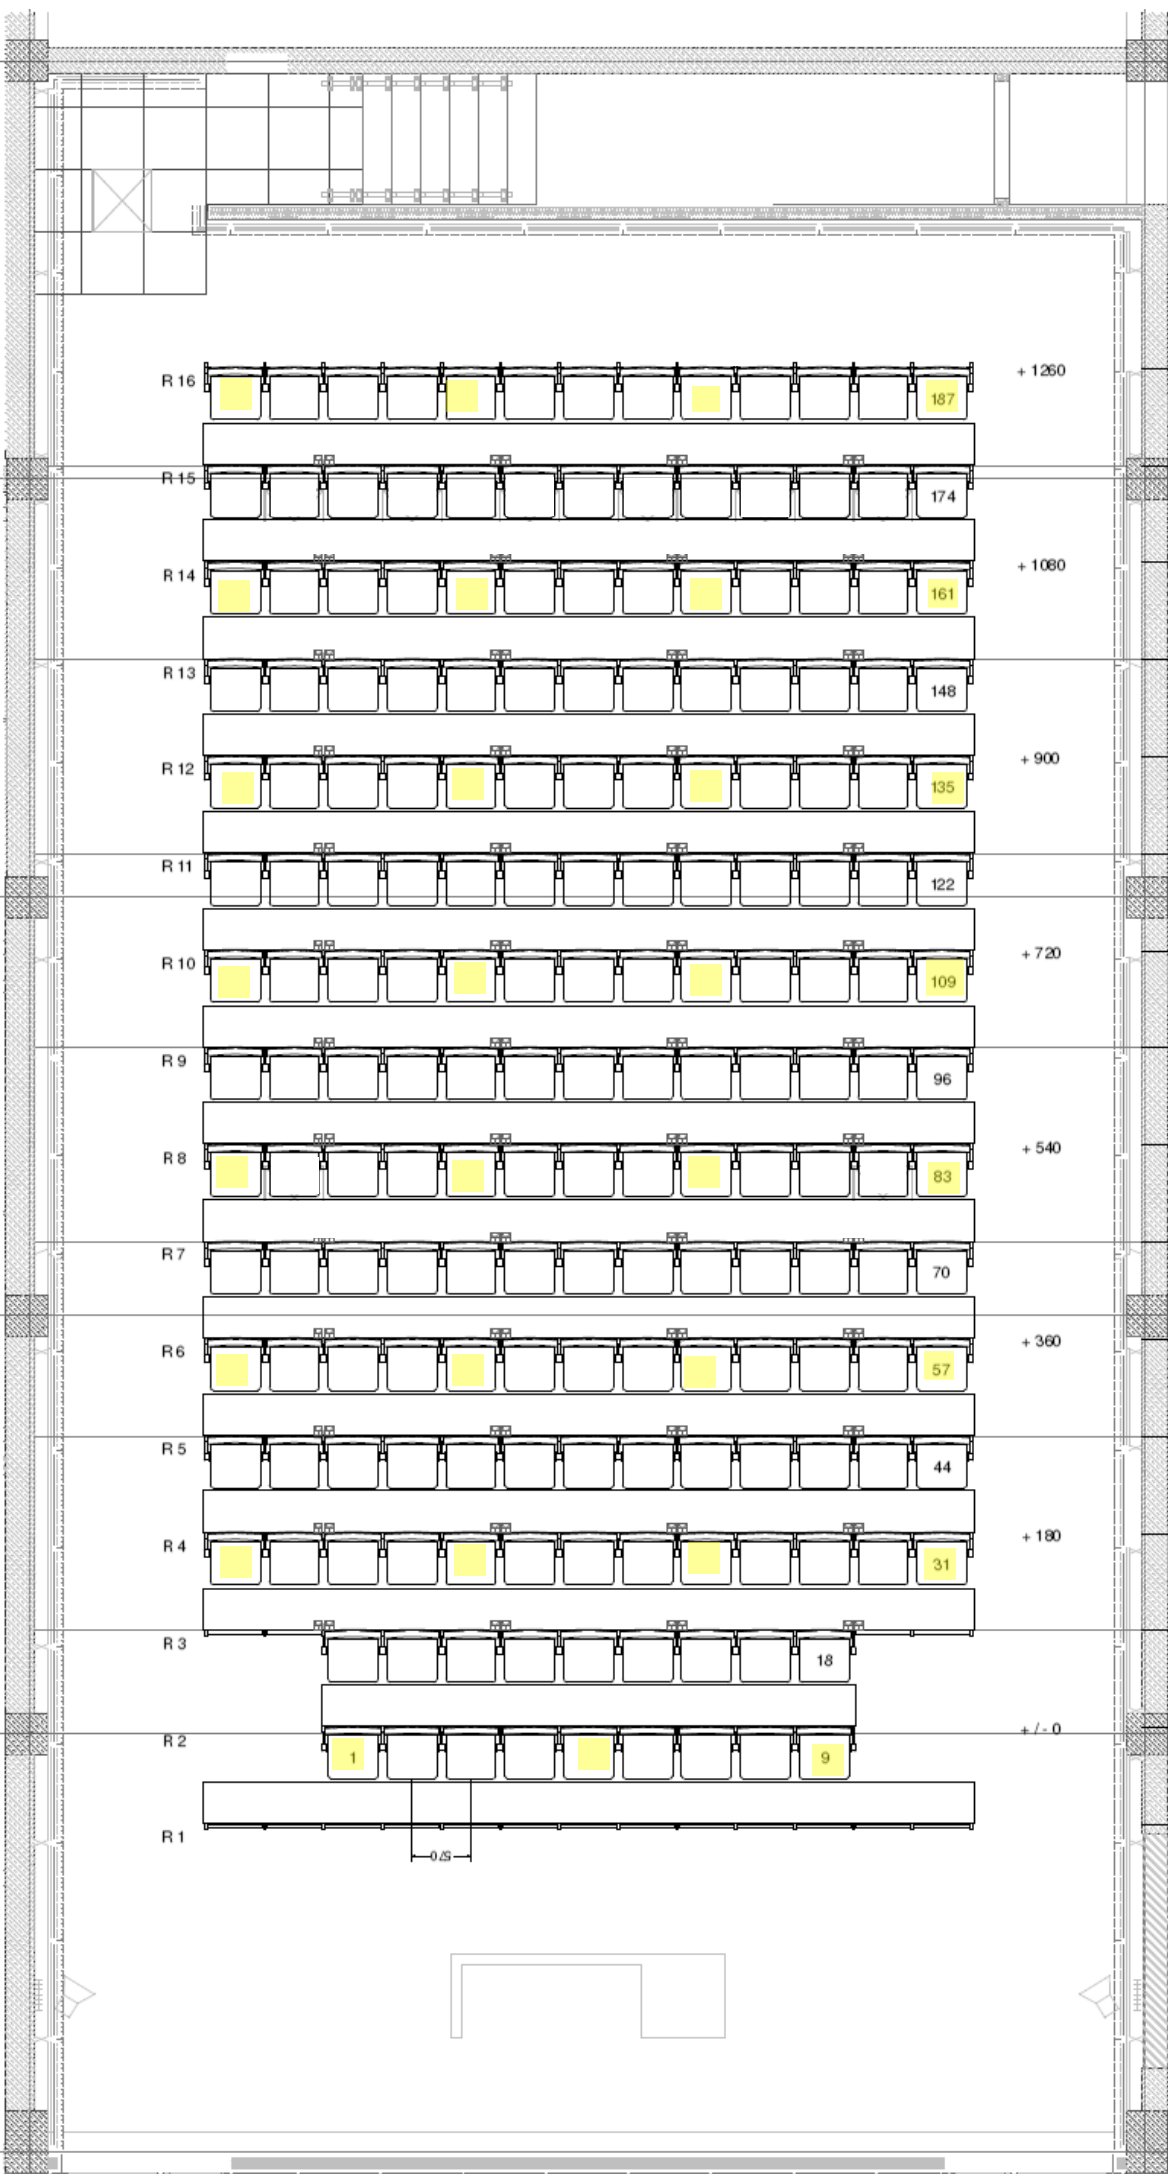 R 16 187 + 1260
R 15 174
R 14 161 + 1080
R 13 148
R 12 135 + 900
R 11 122
R 10 109 + 720
R 9 96
R 8 83 + 540
R 7 70
R 6 57 + 360
R 5 44
R 4 31 + 180
R 3 18
R 2 1 9 + / - 0
R 1
570